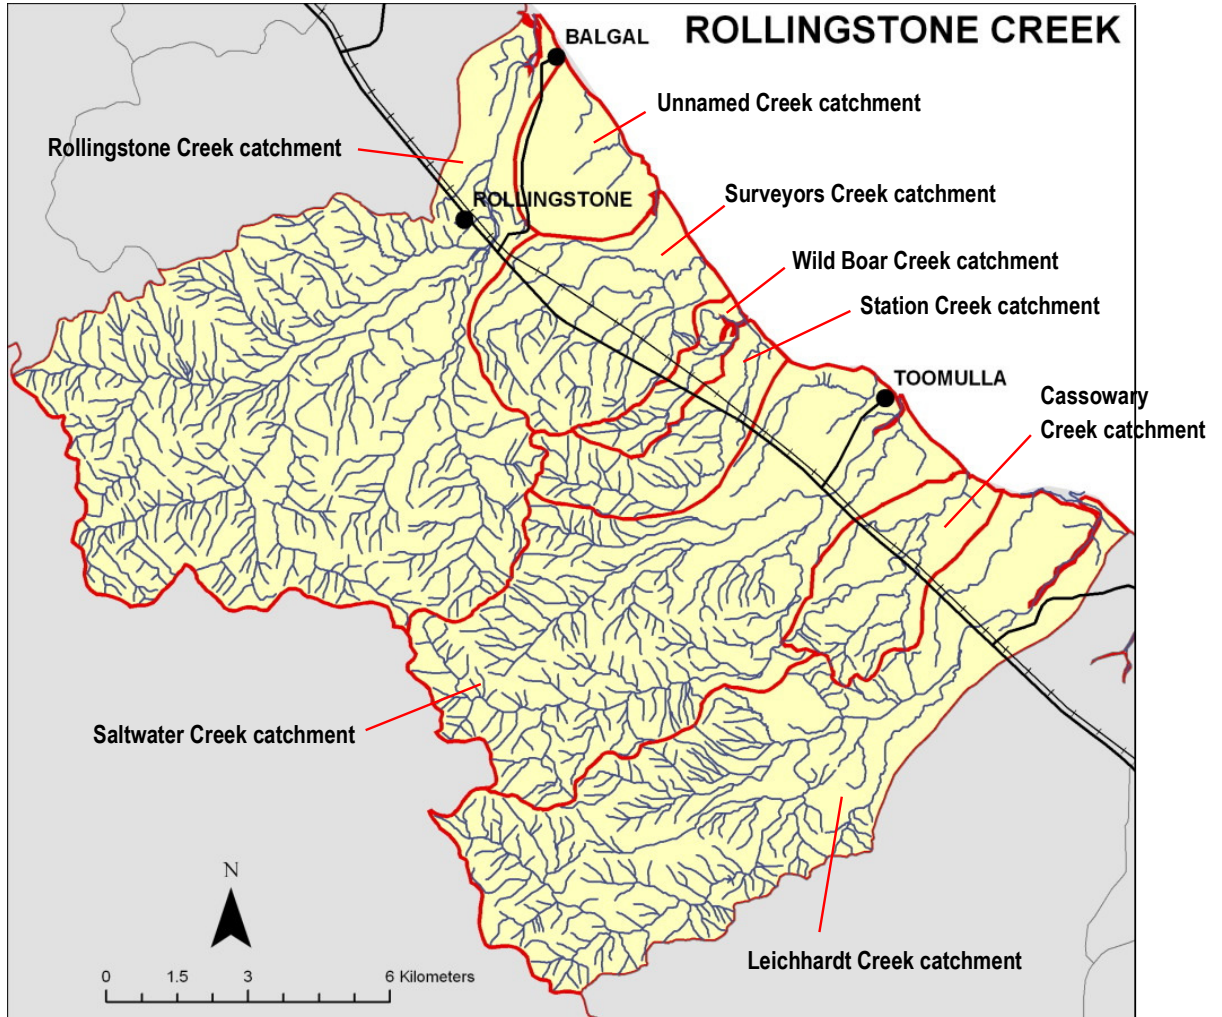 ROLLINGSTONE CREEK
BALGAL
Unnamed Creek catchment
Rollingstone Creek catchment
Surveyors Creek catchment
ROLLINGSTONE
Wild Boar Creek catchment
Station Creek catchment
TOOMULLA
Cassowary
Creek catchment
Saltwater Creek catchment
N
Leichhardt Creek catchment
0 1.5 3 6 Kilometers